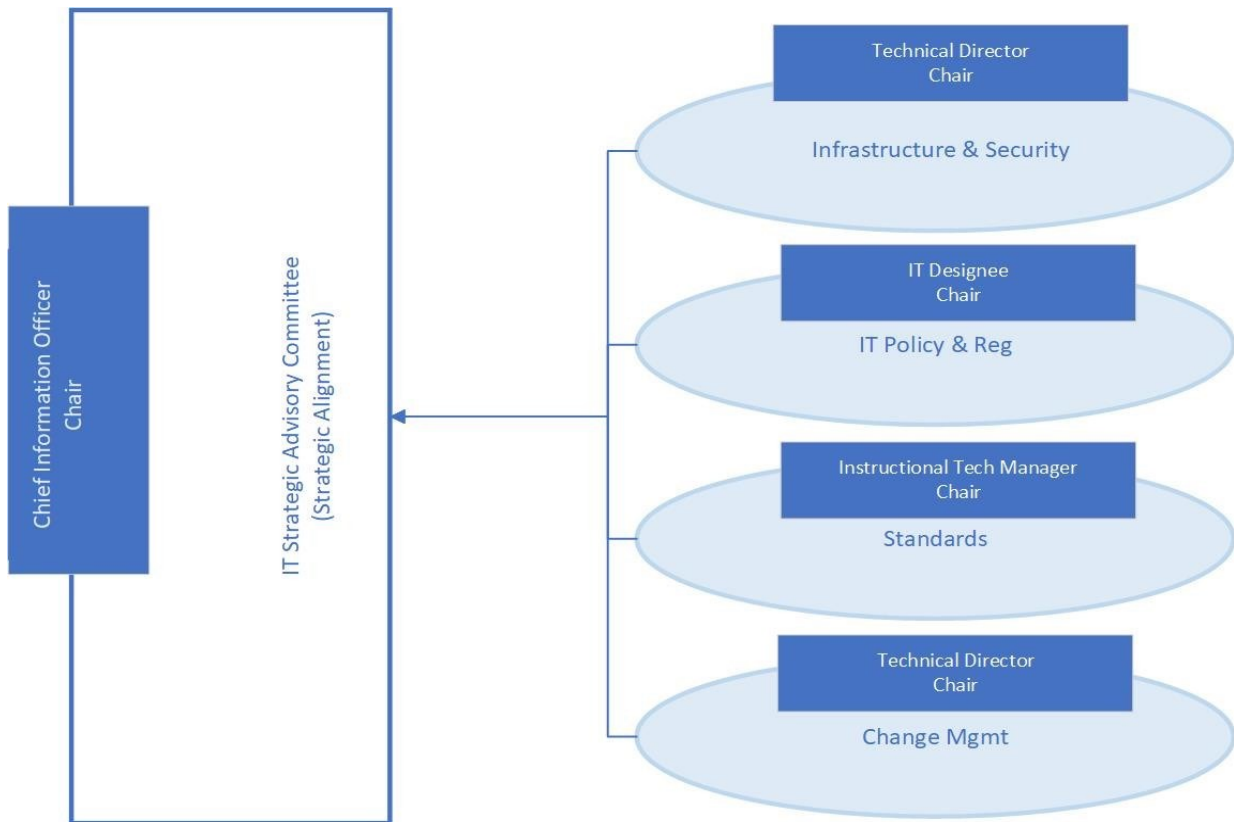 Chief Information Officer
Chair
IT Strategic Advisory Committee
(Strategic Alignment)
Technical Director
Chair
Infrastructure & Security
IT Designee
Chair
IT Policy & Reg
Instructional Tech Manager
Chair
Standards
Technical Director
Chair
Change Mgmt